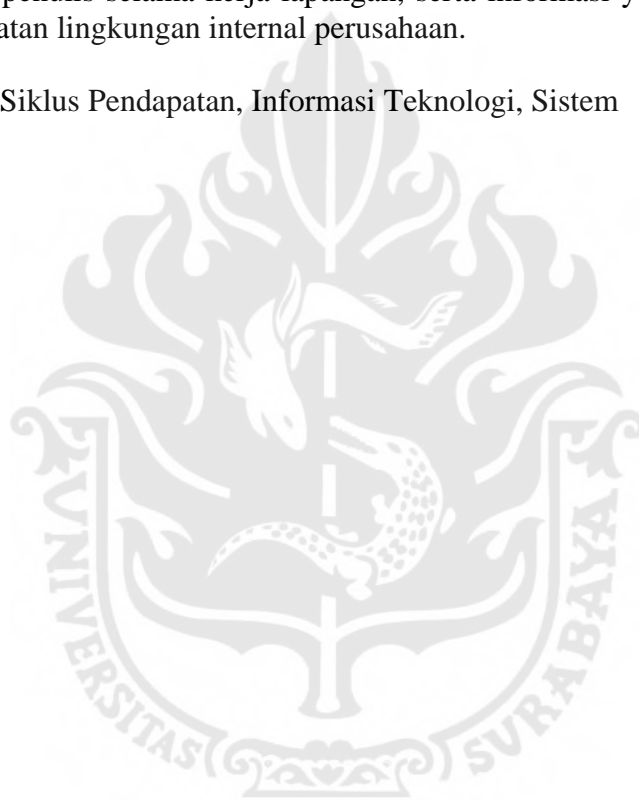 penulis selama kerja lapangan, serta informasi y
atan lingkungan internal perusahaan.
Siklus Pendapatan, Informasi Teknologi, Sistem
UNIVERSITAS SURABAYA